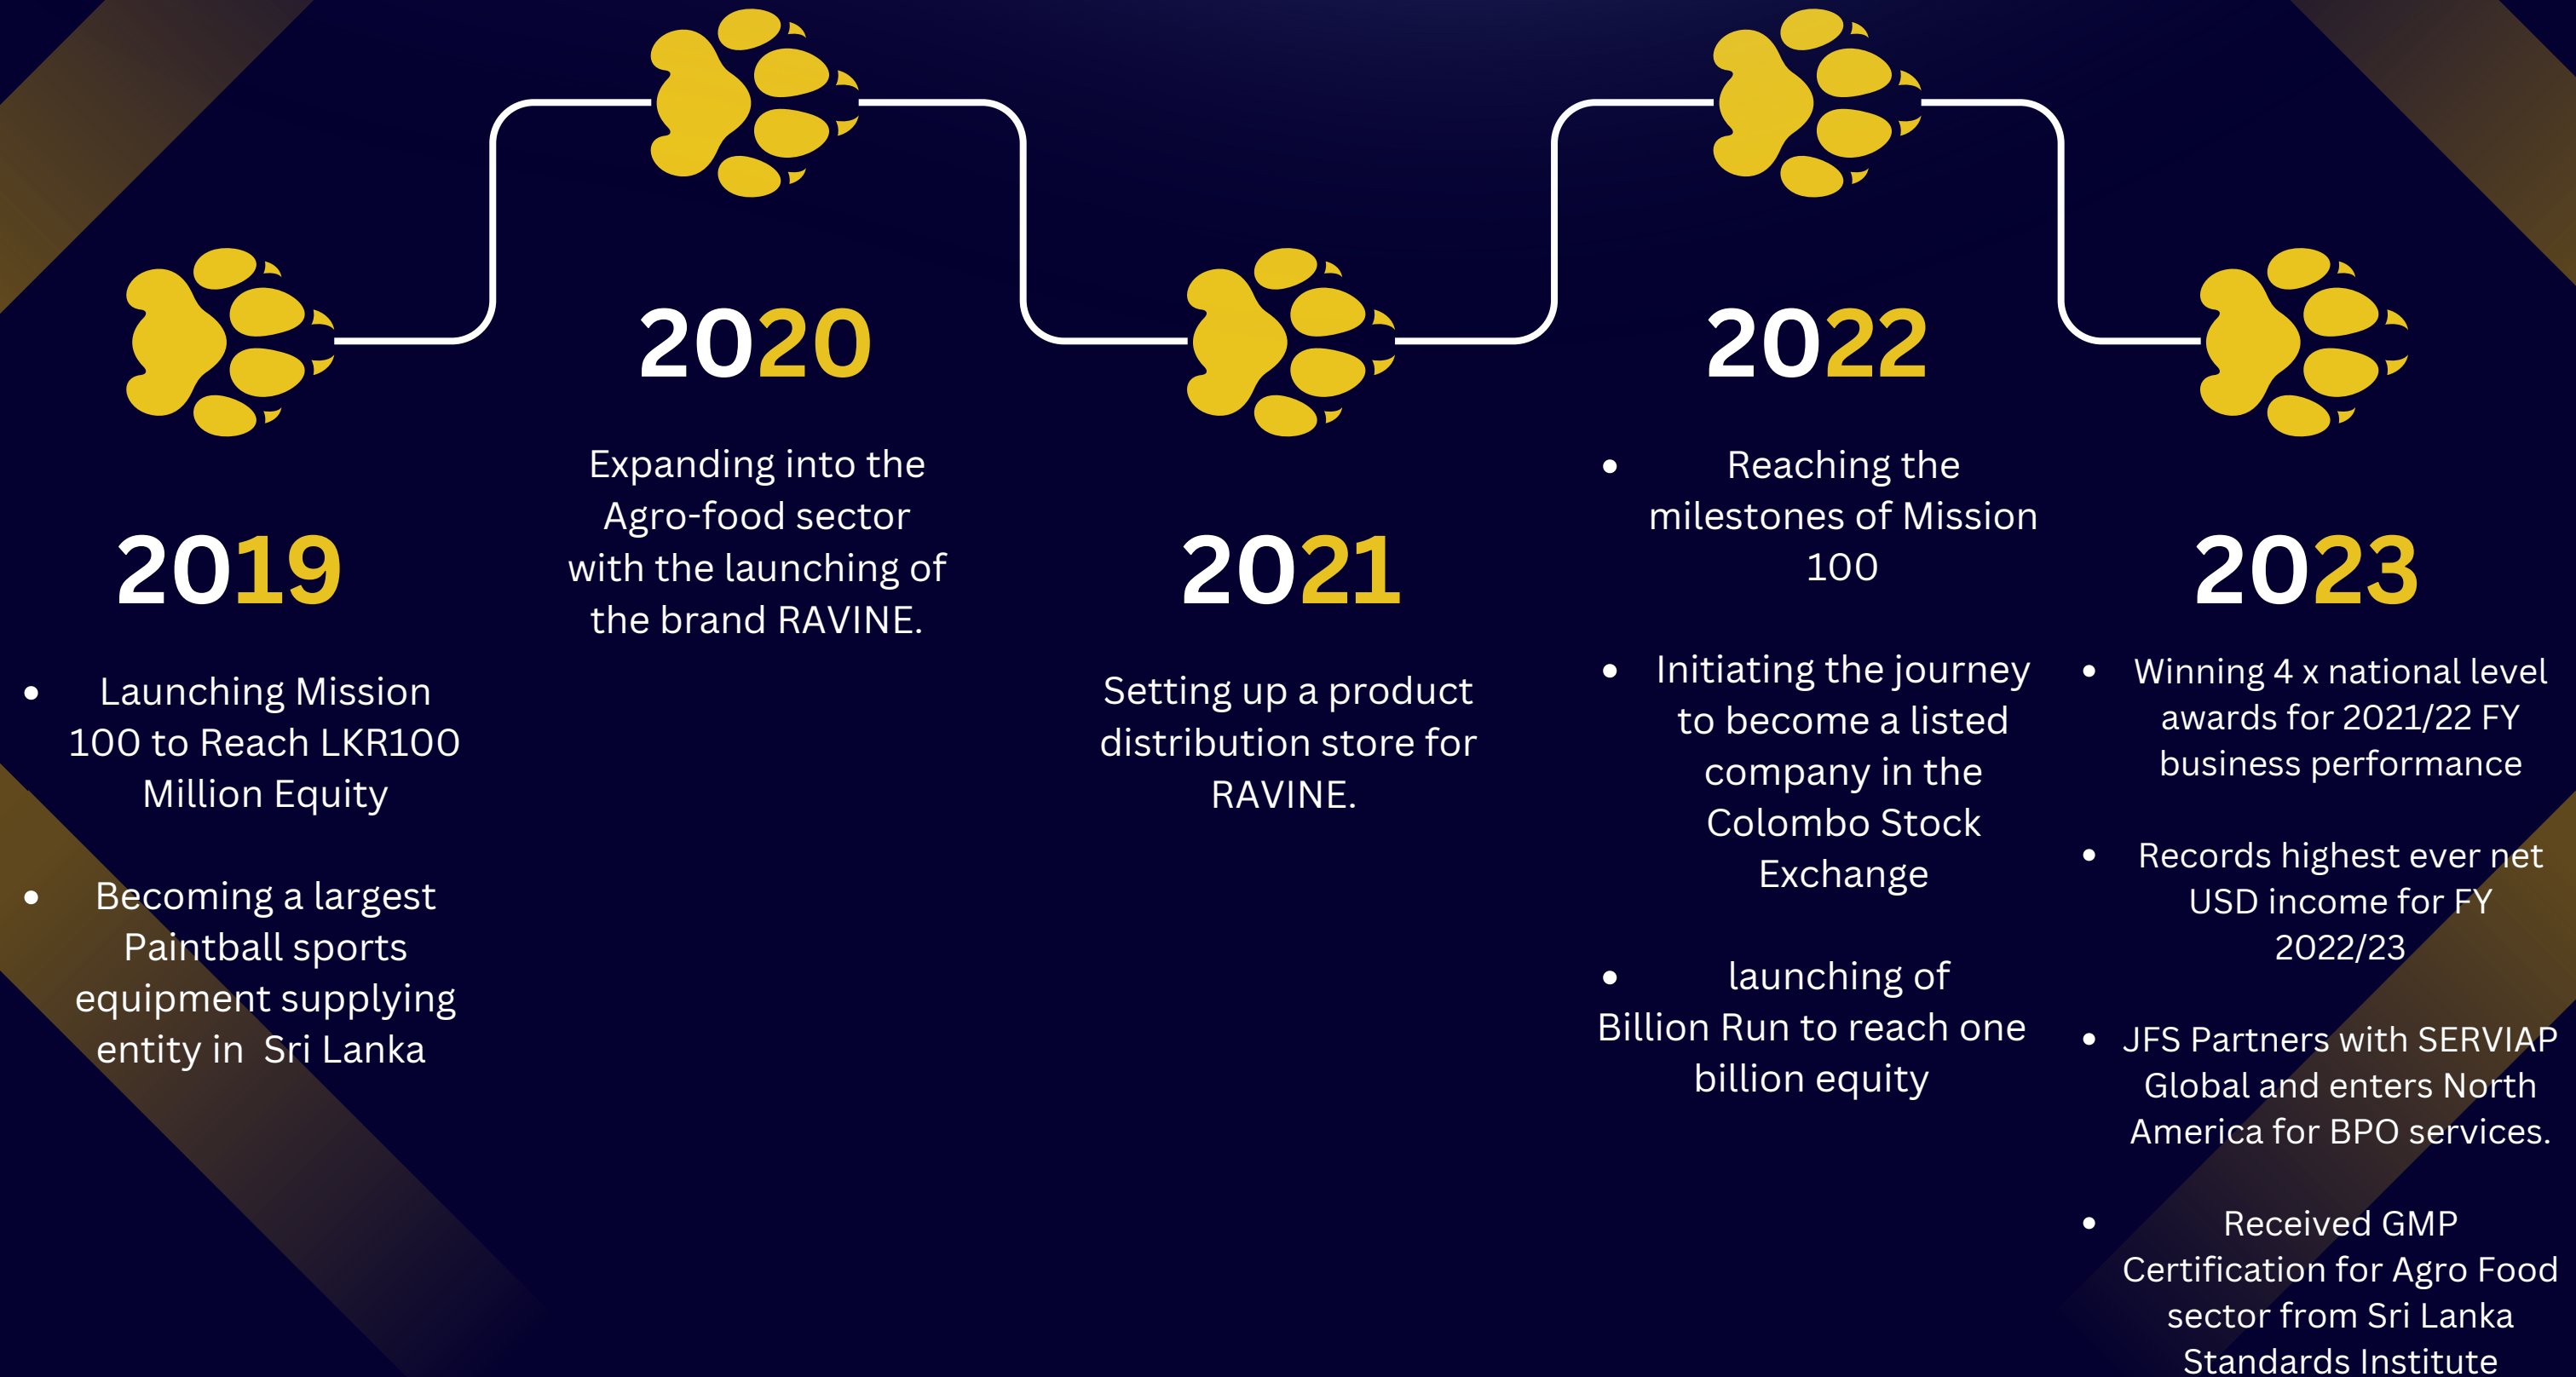 2019
• Launching Mission
100 to Reach LKR100
Million Equity
• Becoming a largest
Paintball sports
equipment supplying
entity in  Sri Lanka
2020
Expanding into the
Agro-food sector
with the launching of
the brand RAVINE.
2021
Setting up a product
distribution store for
RAVINE.
2022
• Reaching the
milestones of Mission
100
• Initiating the journey
to become a listed
company in the
Colombo Stock
Exchange
• launching of
Billion Run to reach one
billion equity
2023
• Winning 4 x national level
awards for 2021/22 FY
business performance
• Records highest ever net
USD income for FY
2022/23
• JFS Partners with SERVIAP
Global and enters North
America for BPO services.
• Received GMP
Certification for Agro Food
sector from Sri Lanka
Standards Institute